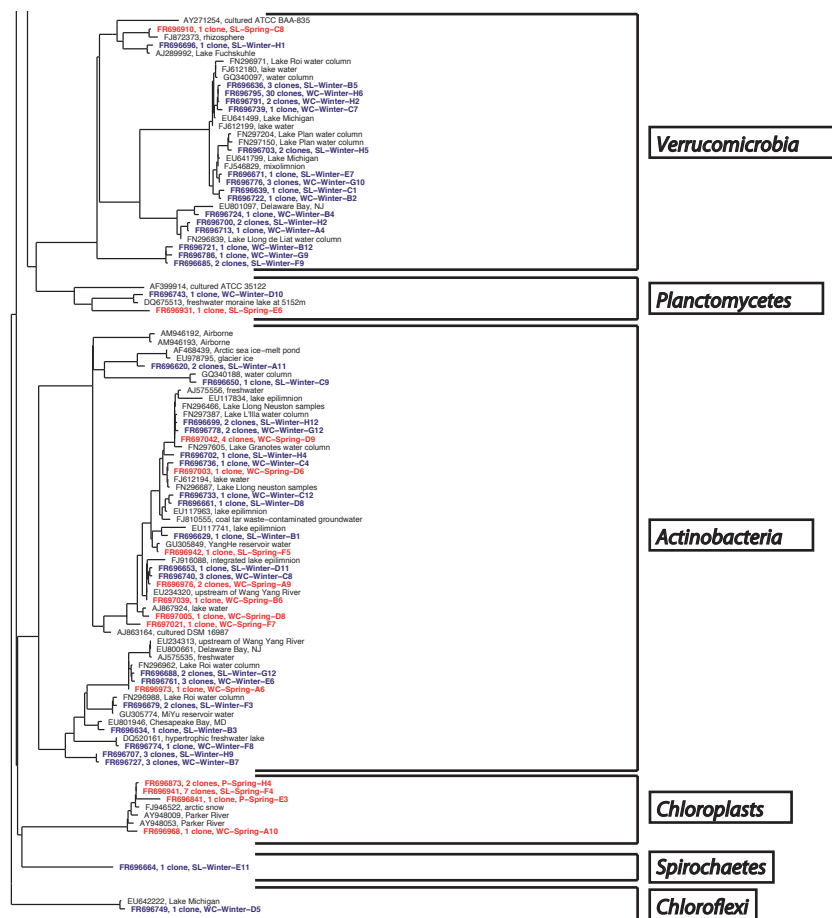 AY271254, cultured ATCC BAA-835
FR696910, 1 clone, SL-Spring-C8
FJ872373, rhizosphere
FR696696, 1 clone, SL-Winter-H1
AJ289992, Lake Fuchskuhle
FN296971, Lake Roi water column
FJ612180, lake water
GQ340097, water column
FR696636, 3 clones, SL-Winter-B5
FR696795, 30 clones, WC-Winter-H6
FR696791, 2 clones, WC-Winter-H2
FR696739, 1 clone, WC-Winter-C7
EU641499, Lake Michigan
FJ612199, lake water
FN297204, Lake Plan water column
FN297150, Lake Plan water column
FR696703, 2 clones, SL-Winter-H5
EU641799, Lake Michigan
FJ546829, mixolimnion
FR696671, 1 clone, SL-Winter-E7
FR696776, 3 clones, WC-Winter-G10
FR696639, 1 clone, SL-Winter-C1
FR696722, 1 clone, WC-Winter-B2
EU801097, Delaware Bay, NJ
FR696724, 1 clone, WC-Winter-B4
FR696700, 2 clones, SL-Winter-H2
FR696713, 1 clone, WC-Winter-A4
FN296839, Lake Llong de Liat water column
FR696721, 1 clone, WC-Winter-B12
FR696786, 1 clone, WC-Winter-G9
FR696685, 2 clones, SL-Winter-F9
Verrucomicrobia
AF399914, cultured ATCC 35122
FR696743, 1 clone, WC-Winter-D10
DQ675513, freshwater moraine lake at 5152m
FR696931, 1 clone, SL-Spring-E6
Planctomycetes
AM946192, Airborne
AM946193, Airborne
AF468439, Arctic sea ice-melt pond
EU978795, glacier ice
FR696620, 2 clones, SL-Winter-A11
GQ340188, water column
FR696650, 1 clone, SL-Winter-C9
AJ575556, freshwater
EU117834, lake epilimnion
FN296466, Lake Llong Neuston samples
FN297387, Lake L'Illa water column
FR696699, 2 clones, SL-Winter-H12
FR696778, 2 clones, WC-Winter-G12
FR697042, 4 clones, WC-Spring-D9
FN297605, Lake Granotes water column
FR696702, 1 clone, SL-Winter-H4
FR696736, 1 clone, WC-Winter-C4
FR697003, 1 clone, WC-Spring-D6
FJ612194, lake water
FN296687, Lake Llong neuston samples
FR696733, 1 clone, WC-Winter-C12
FR696661, 1 clone, SL-Winter-D8
EU117963, lake epilimnion
FJ810555, coal tar waste-contaminated groundwater
EU117741, lake epilimnion
FR696629, 1 clone, SL-Winter-B1
GU305849, YangHe reservoir water
FR696942, 1 clone, SL-Spring-F5
FJ916088, integrated lake epilimnion
FR696653, 1 clone, SL-Winter-D11
FR696740, 3 clones, WC-Winter-C8
FR696976, 2 clones, WC-Spring-A9
EU234320, upstream of Wang Yang River
FR697039, 1 clone, WC-Spring-B6
AJ867924, lake water
FR697005, 1 clone, WC-Spring-D8
FR697021, 1 clone, WC-Spring-F7
AJ863164, cultured DSM 16987
EU234313, upstream of Wang Yang River
EU800661, Delaware Bay, NJ
AJ575535, freshwater
FN296962, Lake Roi water column
FR696688, 2 clones, SL-Winter-G12
FR696761, 3 clones, WC-Winter-E6
FR696973, 1 clone, WC-Spring-A6
FN296988, Lake Roi water column
FR696679, 2 clones, SL-Winter-F3
GU305774, MiYu reservoir water
EU801946, Chesapeake Bay, MD
FR696634, 1 clone, SL-Winter-B3
DQ520161, hypertrophic freshwater lake
FR696774, 1 clone, WC-Winter-F8
FR696707, 3 clones, SL-Winter-H9
FR696727, 3 clones, WC-Winter-B7
Actinobacteria
FR696873, 2 clones, P-Spring-H4
FR696941, 7 clones, SL-Spring-F4
FR696841, 1 clone, P-Spring-E3
FJ946522, arctic snow
AY948009, Parker River
AY948053, Parker River
FR696968, 1 clone, WC-Spring-A10
Chloroplasts
FR696664, 1 clone, SL-Winter-E11
Spirochaetes
EU642222, Lake Michigan
FR696749, 1 clone, WC-Winter-D5
Chloroflexi